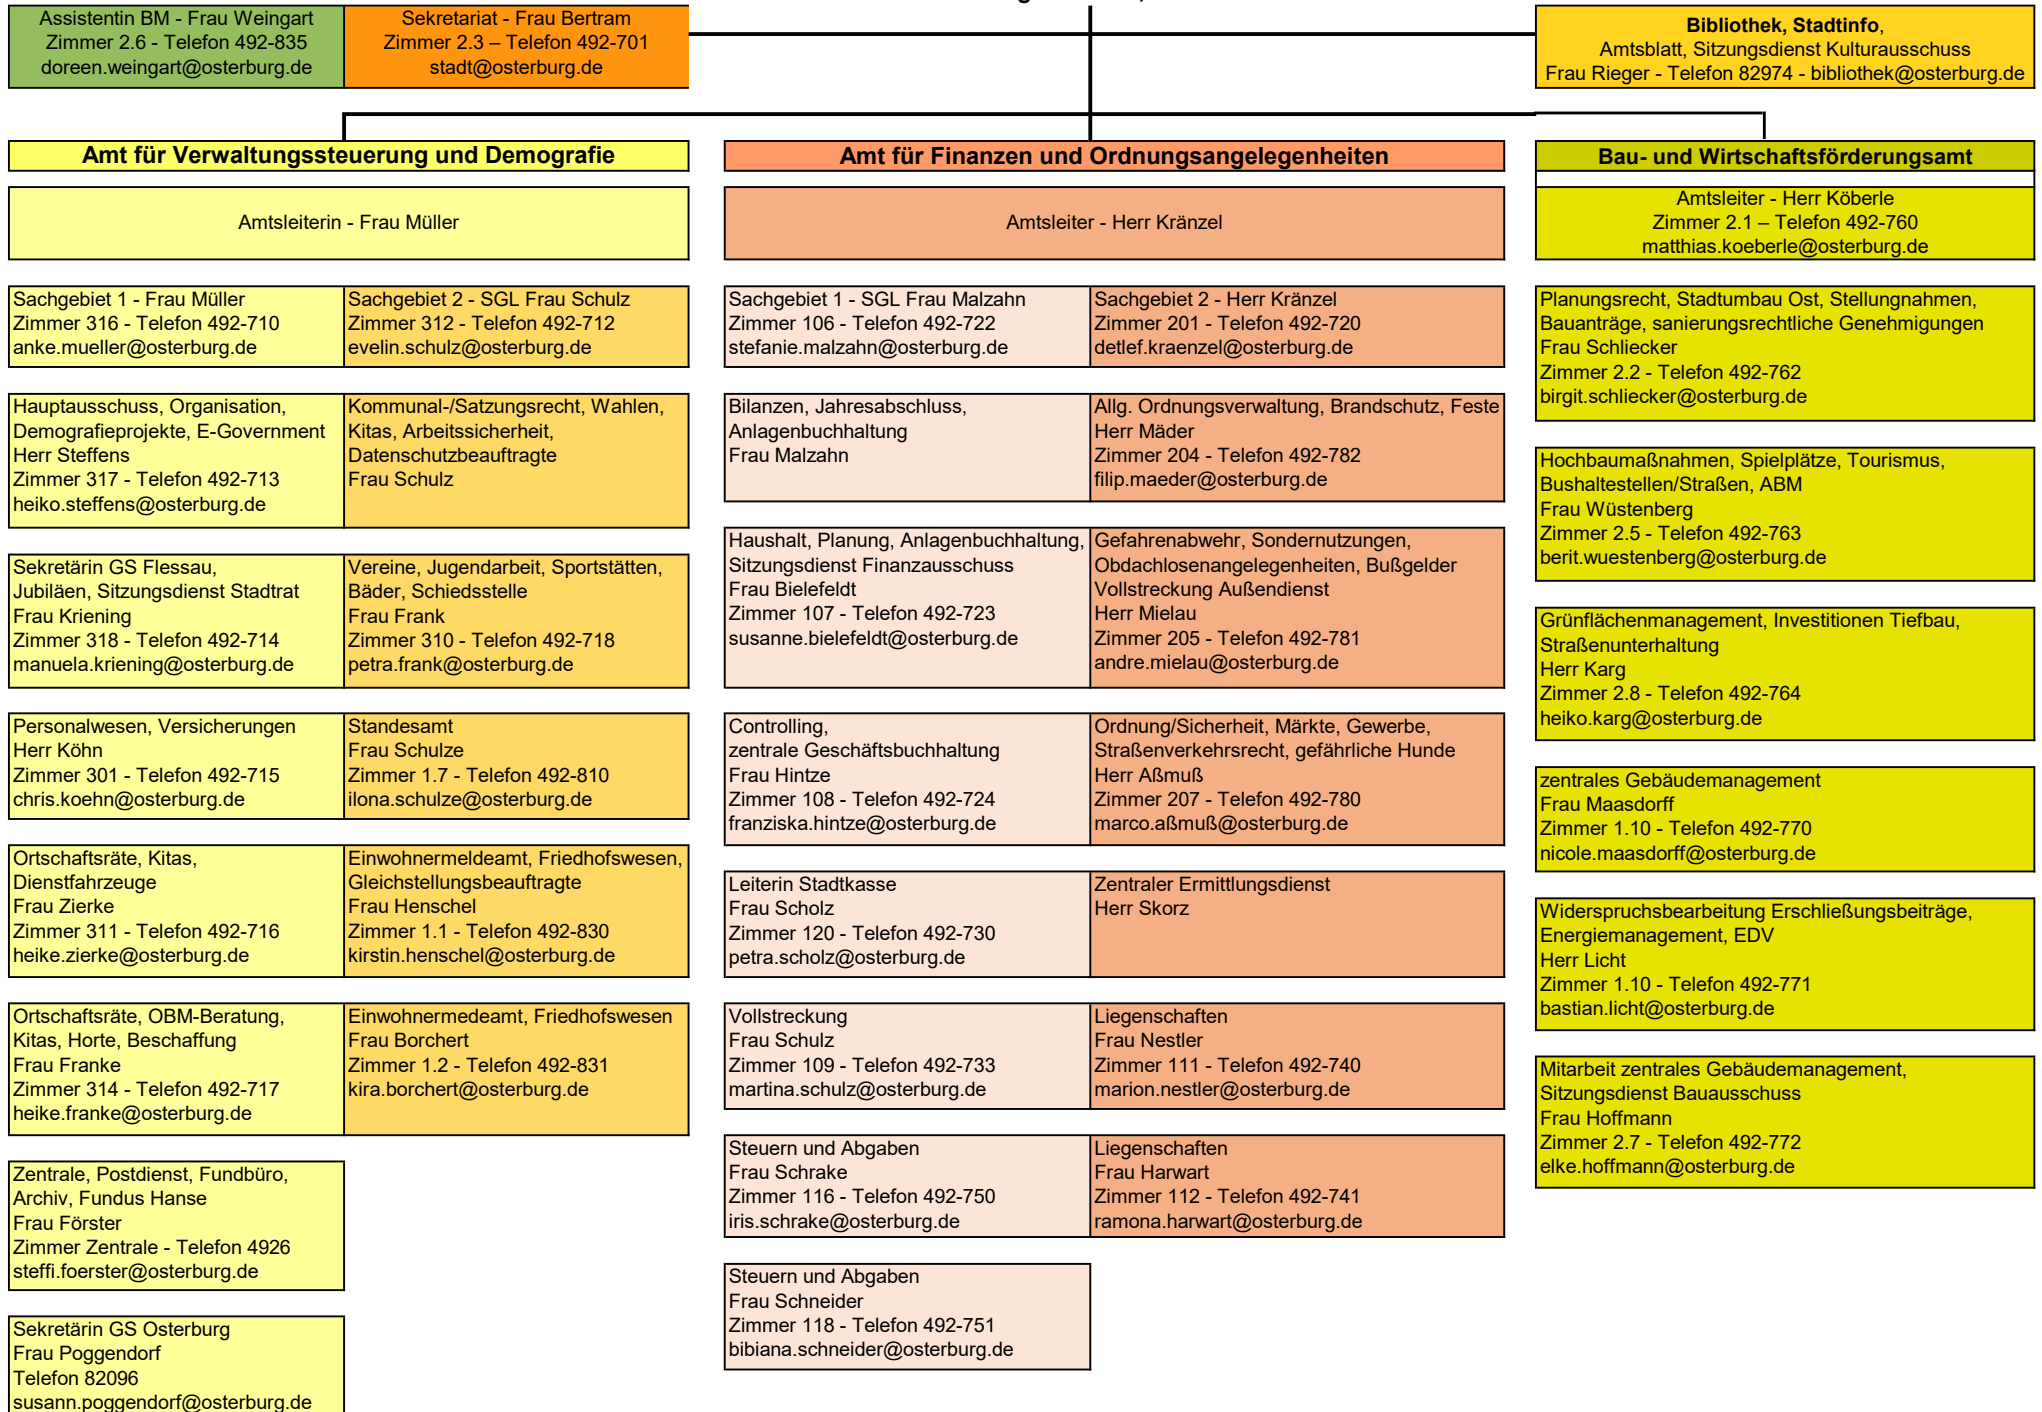 Assistentin BM - Frau Weingart
Zimmer 2.6 - Telefon 492-835
doreen.weingart@osterburg.de
Sekretariat - Frau Bertram
Zimmer 2.3 – Telefon 492-701
stadt@osterburg.de
Bibliothek, Stadtinfo,
Amtsblatt, Sitzungsdienst Kulturausschuss
Frau Rieger - Telefon 82974 - bibliothek@osterburg.de
Amt für Verwaltungssteuerung und Demografie
Amtsleiterin - Frau Müller
Sachgebiet 1 - Frau Müller
Zimmer 316 - Telefon 492-710
anke.mueller@osterburg.de
Hauptausschuss, Organisation,
Demografieprojekte, E-Government
Herr Steffens
Zimmer 317 - Telefon 492-713
heiko.steffens@osterburg.de
Sekretärin GS Flessau,
Jubiläen, Sitzungsdienst Stadtrat
Frau Kriening
Zimmer 318 - Telefon 492-714
manuela.kriening@osterburg.de
Personalwesen, Versicherungen
Herr Köhn
Zimmer 301 - Telefon 492-715
chris.koehn@osterburg.de
Ortschaftsräte, Kitas,
Dienstfahrzeuge
Frau Zierke
Zimmer 311 - Telefon 492-716
heike.zierke@osterburg.de
Ortschaftsräte, OBM-Beratung,
Kitas, Horte, Beschaffung
Frau Franke
Zimmer 314 - Telefon 492-717
heike.franke@osterburg.de
Zentrale, Postdienst, Fundbüro,
Archiv, Fundus Hanse
Frau Förster
Zimmer Zentrale - Telefon 4926
steffi.foerster@osterburg.de
Sekretärin GS Osterburg
Frau Poggendorf
Telefon 82096
susann.poggendorf@osterburg.de
Sachgebiet 2 - SGL Frau Schulz
Zimmer 312 - Telefon 492-712
evelin.schulz@osterburg.de
Kommunal-/Satzungsrecht, Wahlen,
Kitas, Arbeitssicherheit,
Datenschutzbeauftragte
Frau Schulz
Vereine, Jugendarbeit, Sportstätten,
Bäder, Schiedsstelle
Frau Frank
Zimmer 310 - Telefon 492-718
petra.frank@osterburg.de
Standesamt
Frau Schulze
Zimmer 1.7 - Telefon 492-810
ilona.schulze@osterburg.de
Einwohnermeldeamt, Friedhofswesen,
Gleichstellungsbeauftragte
Frau Henschel
Zimmer 1.1 - Telefon 492-830
kirstin.henschel@osterburg.de
Einwohnermedeamt, Friedhofswesen
Frau Borchert
Zimmer 1.2 - Telefon 492-831
kira.borchert@osterburg.de
Amt für Finanzen und Ordnungsangelegenheiten
Amtsleiter - Herr Kränzel
Sachgebiet 1 - SGL Frau Malzahn
Zimmer 106 - Telefon 492-722
stefanie.malzahn@osterburg.de
Bilanzen, Jahresabschluss,
Anlagenbuchhaltung
Frau Malzahn
Haushalt, Planung, Anlagenbuchhaltung,
Sitzungsdienst Finanzausschuss
Frau Bielefeldt
Zimmer 107 - Telefon 492-723
susanne.bielefeldt@osterburg.de
Controlling,
zentrale Geschäftsbuchhaltung
Frau Hintze
Zimmer 108 - Telefon 492-724
franziska.hintze@osterburg.de
Leiterin Stadtkasse
Frau Scholz
Zimmer 120 - Telefon 492-730
petra.scholz@osterburg.de
Vollstreckung
Frau Schulz
Zimmer 109 - Telefon 492-733
martina.schulz@osterburg.de
Steuern und Abgaben
Frau Schrake
Zimmer 116 - Telefon 492-750
iris.schrake@osterburg.de
Steuern und Abgaben
Frau Schneider
Zimmer 118 - Telefon 492-751
bibiana.schneider@osterburg.de
Sachgebiet 2 - Herr Kränzel
Zimmer 201 - Telefon 492-720
detlef.kraenzel@osterburg.de
Allg. Ordnungsverwaltung, Brandschutz, Feste
Herr Mäder
Zimmer 204 - Telefon 492-782
filip.maeder@osterburg.de
Gefahrenabwehr, Sondernutzungen,
Obdachlosenangelegenheiten, Bußgelder
Vollstreckung Außendienst
Herr Mielau
Zimmer 205 - Telefon 492-781
andre.mielau@osterburg.de
Ordnung/Sicherheit, Märkte, Gewerbe,
Straßenverkehrsrecht, gefährliche Hunde
Herr Aßmuß
Zimmer 207 - Telefon 492-780
marco.aßmuß@osterburg.de
Zentraler Ermittlungsdienst
Herr Skorz
Liegenschaften
Frau Nestler
Zimmer 111 - Telefon 492-740
marion.nestler@osterburg.de
Liegenschaften
Frau Harwart
Zimmer 112 - Telefon 492-741
ramona.harwart@osterburg.de
Bau- und Wirtschaftsförderungsamt
Amtsleiter - Herr Köberle
Zimmer 2.1 – Telefon 492-760
matthias.koeberle@osterburg.de
Planungsrecht, Stadtumbau Ost, Stellungnahmen,
Bauanträge, sanierungsrechtliche Genehmigungen
Frau Schliecker
Zimmer 2.2 - Telefon 492-762
birgit.schliecker@osterburg.de
Hochbaumaßnahmen, Spielplätze, Tourismus,
Bushaltestellen/Straßen, ABM
Frau Wüstenberg
Zimmer 2.5 - Telefon 492-763
berit.wuestenberg@osterburg.de
Grünflächenmanagement, Investitionen Tiefbau,
Straßenunterhaltung
Herr Karg
Zimmer 2.8 - Telefon 492-764
heiko.karg@osterburg.de
zentrales Gebäudemanagement
Frau Maasdorff
Zimmer 1.10 - Telefon 492-770
nicole.maasdorff@osterburg.de
Widerspruchsbearbeitung Erschließungsbeiträge,
Energiemanagement, EDV
Herr Licht
Zimmer 1.10 - Telefon 492-771
bastian.licht@osterburg.de
Mitarbeit zentrales Gebäudemanagement,
Sitzungsdienst Bauausschuss
Frau Hoffmann
Zimmer 2.7 - Telefon 492-772
elke.hoffmann@osterburg.de